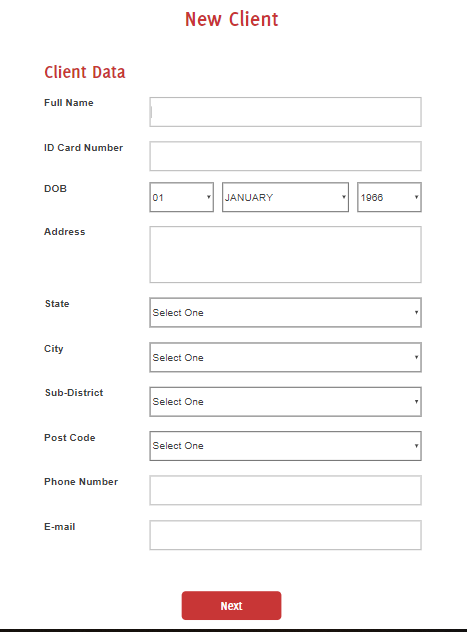 New Client
Client Data
Full Name
ID Card Number
DOB
01 JANUARY 1966
Address
State
Select One
City
Select One
Sub-District
Select One
Post Code
Select One
Phone Number
E-mail
Next